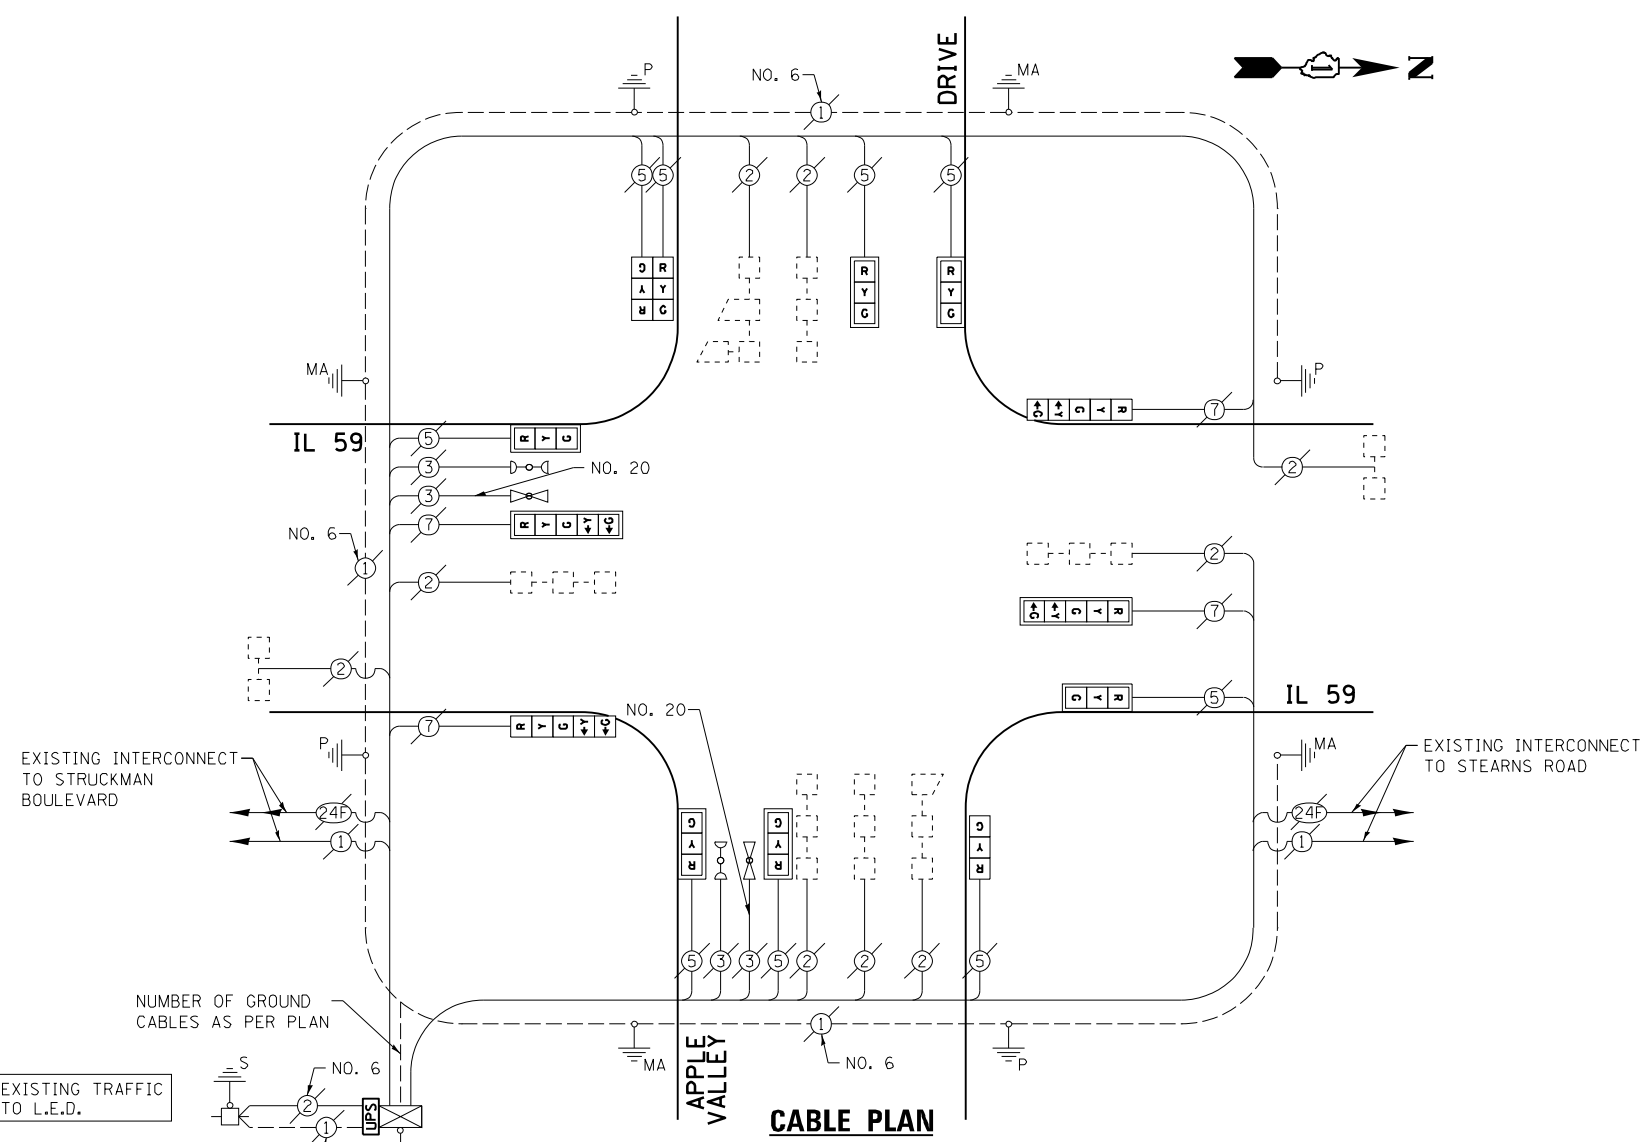 P
NO. 6
1
DRIVE
MA
N
5
5
2
2
5
5
G R
Y Y
R G
R
Y
G
R
Y
G
MA
P
IL 59
5
R Y G
3
3
NO. 20
7
R Y G Y G
2
NO. 6
1
2
7
R Y G Y G
G Y G Y R
7
2
2
G Y G Y R
7
G Y R
5
IL 59
P
EXISTING INTERCONNECT
TO STRUCKMAN
BOULEVARD
24F
1
NO. 20
G
Y
R
G
Y
R
G
Y
R
5
3
3
5
2
2
2
5
MA
EXISTING INTERCONNECT
TO STEARNS ROAD
24F
1
NUMBER OF GROUND
CABLES AS PER PLAN
MA
1
NO. 6
P
APPLE
VALLEY
S
NO. 6
2
1
UPS
EXISTING TRAFFIC
TO L.E.D.
CABLE PLAN